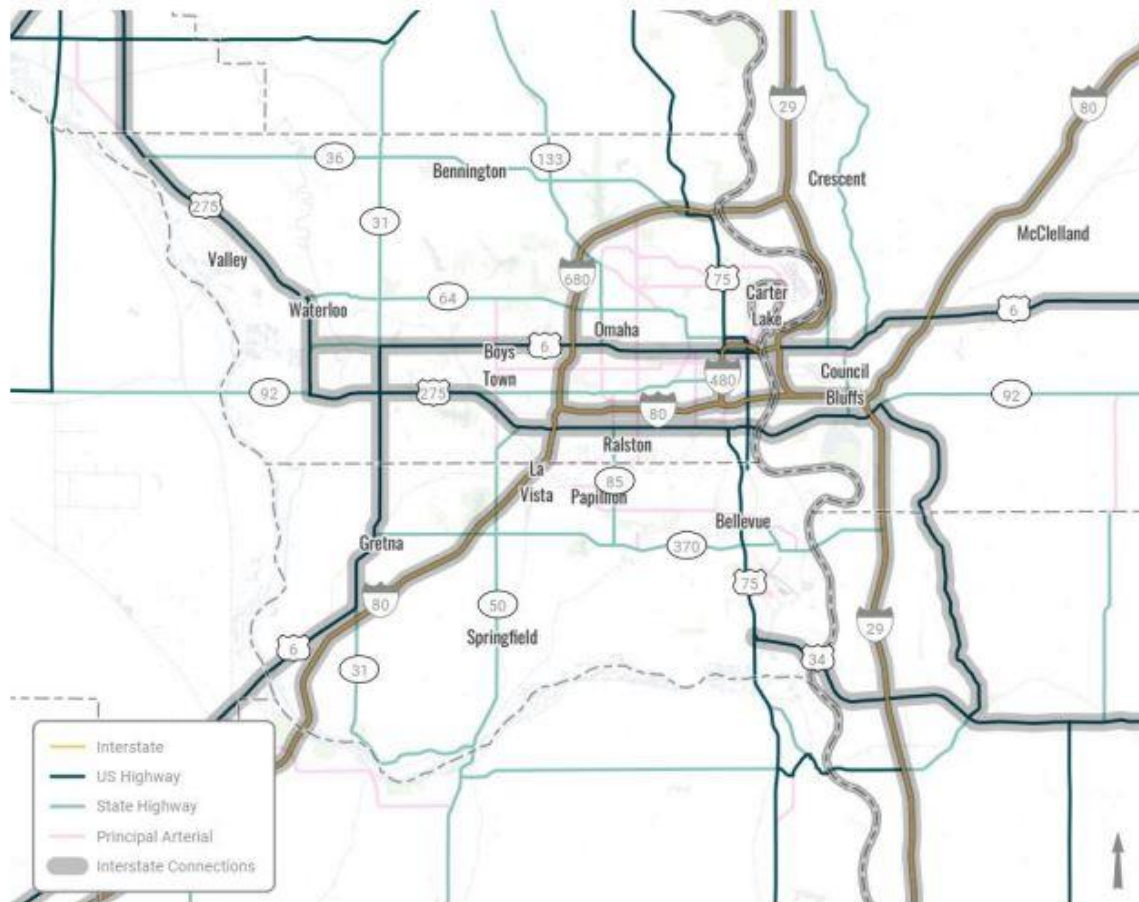 29
80
36
133
Bennington
Crescent
275
31
McClelland
Valley
680
75
Carter
Lake
64
Waterloo
Omaha
6
6
Boys
Town
Council
Bluffs
480
92
275
80
92
Ralston
La
Vista
85
Papillion
Bellevue
Gretna
370
75
80
50
29
Springfield
6
34
31
Interstate
US Highway
State Highway
Principal Arterial
Interstate Connections